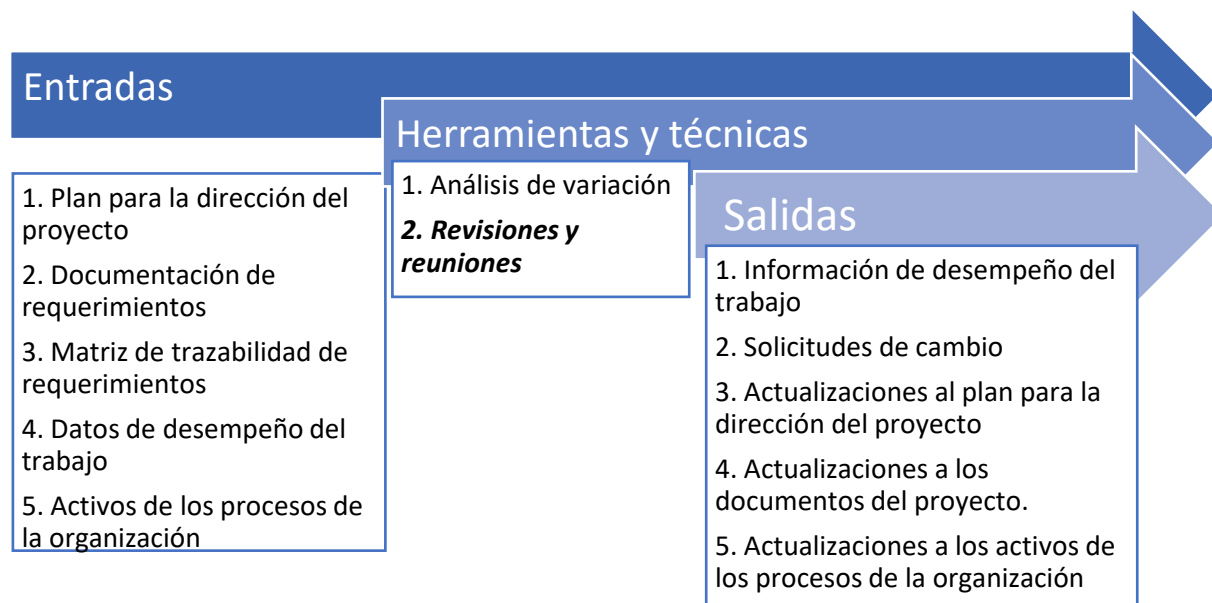 Entradas
Herramientas y técnicas
Salidas
1. Plan para la dirección del
proyecto
2. Documentación de
requerimientos
3. Matriz de trazabilidad de
requerimientos
4. Datos de desempeño del
trabajo
5. Activos de los procesos de
la organización
1. Análisis de variación
2. Revisiones y
reuniones
1. Información de desempeño del
trabajo
2. Solicitudes de cambio
3. Actualizaciones al plan para la
dirección del proyecto
4. Actualizaciones a los
documentos del proyecto.
5. Actualizaciones a los activos de
los procesos de la organización